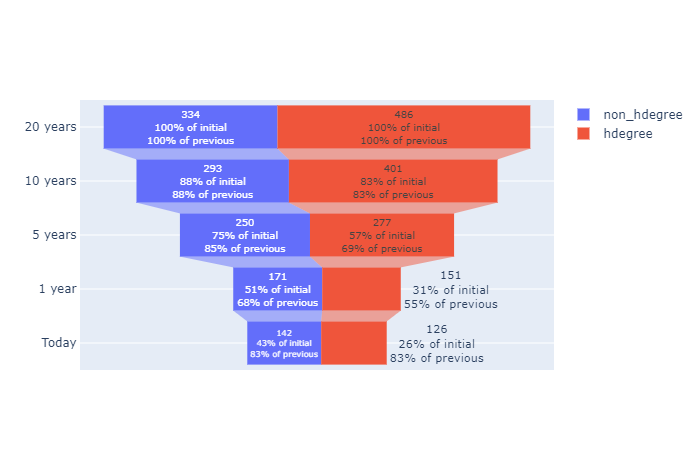 334
100% of initial
100% of previous
486
100% of initial
100% of previous
20 years
293
88% of initial
88% of previous
401
83% of initial
83% of previous
10 years
250
75% of initial
85% of previous
277
57% of initial
69% of previous
5 years
171
51% of initial
68% of previous
151
31% of initial
55% of previous
1 year
142
43% of initial
83% of previous
126
26% of initial
83% of previous
Today
non_hdegree
hdegree